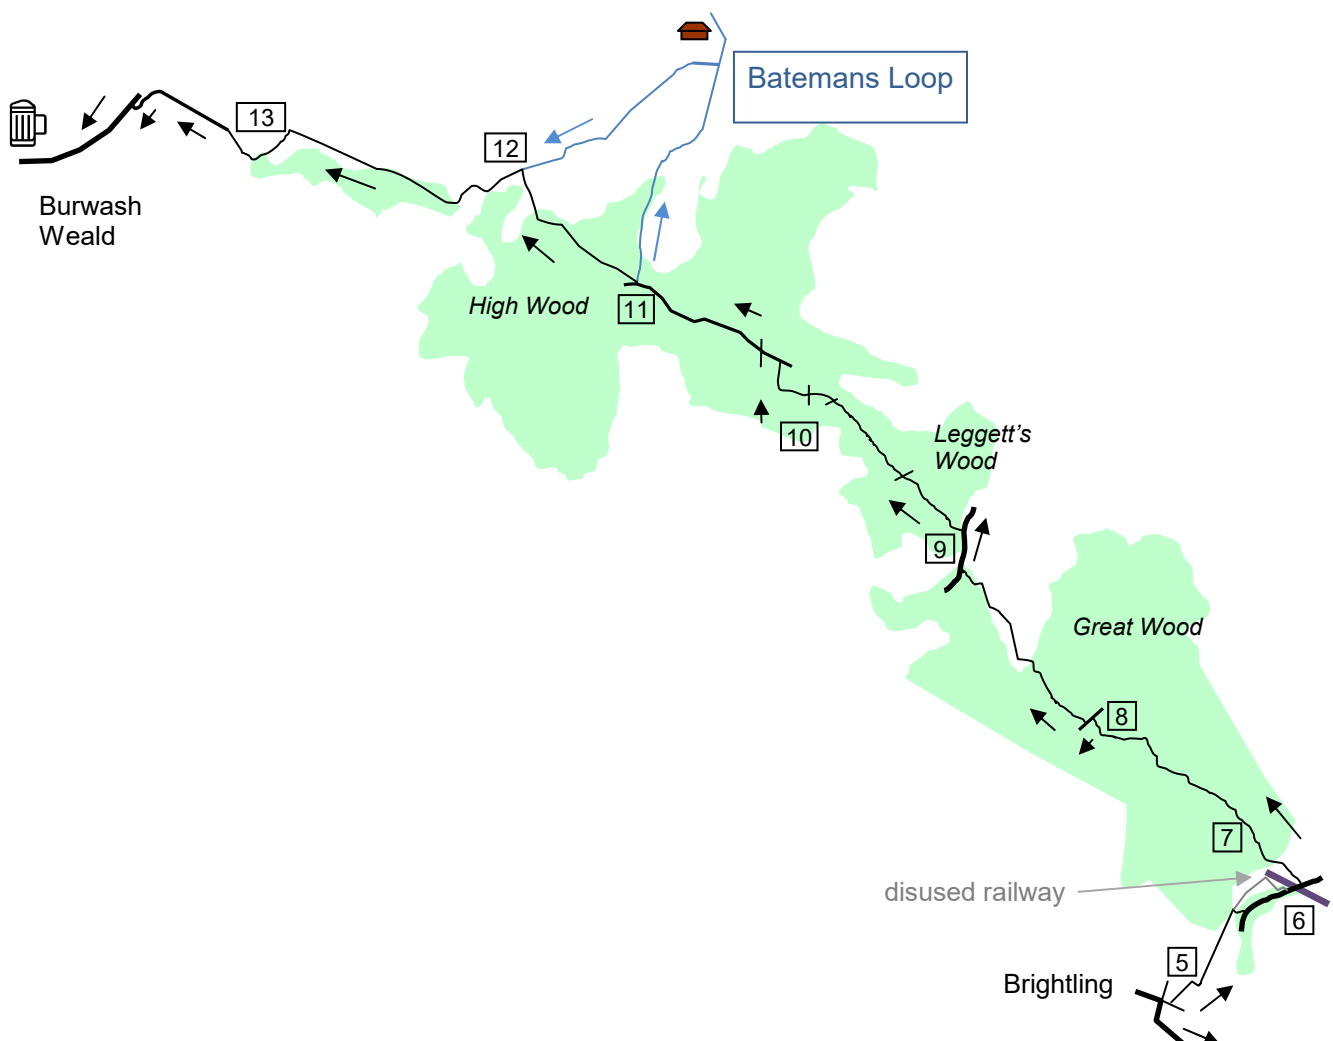 Batemans Loop
13
12
Burwash
Weald
High Wood
11
10
Leggett's
Wood
9
Great Wood
8
7
disused railway
6
5
Brightling